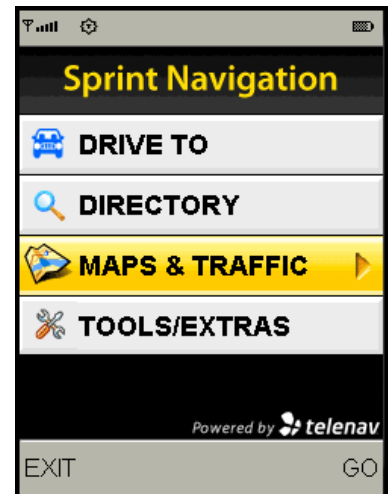 Sprint Navigation
DRIVE TO
DIRECTORY
MAPS & TRAFFIC
TOOLS/EXTRAS
Powered by telenav
EXIT GO